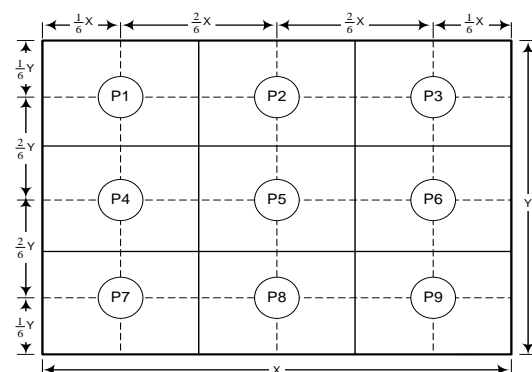 1/6 X 2/6 X 2/6 X 1/6 X
1/6 Y
P1 P2 P3
2/6 Y
P4 P5 P6
Y
2/6 Y
P7 P8 P9
1/6 Y
X